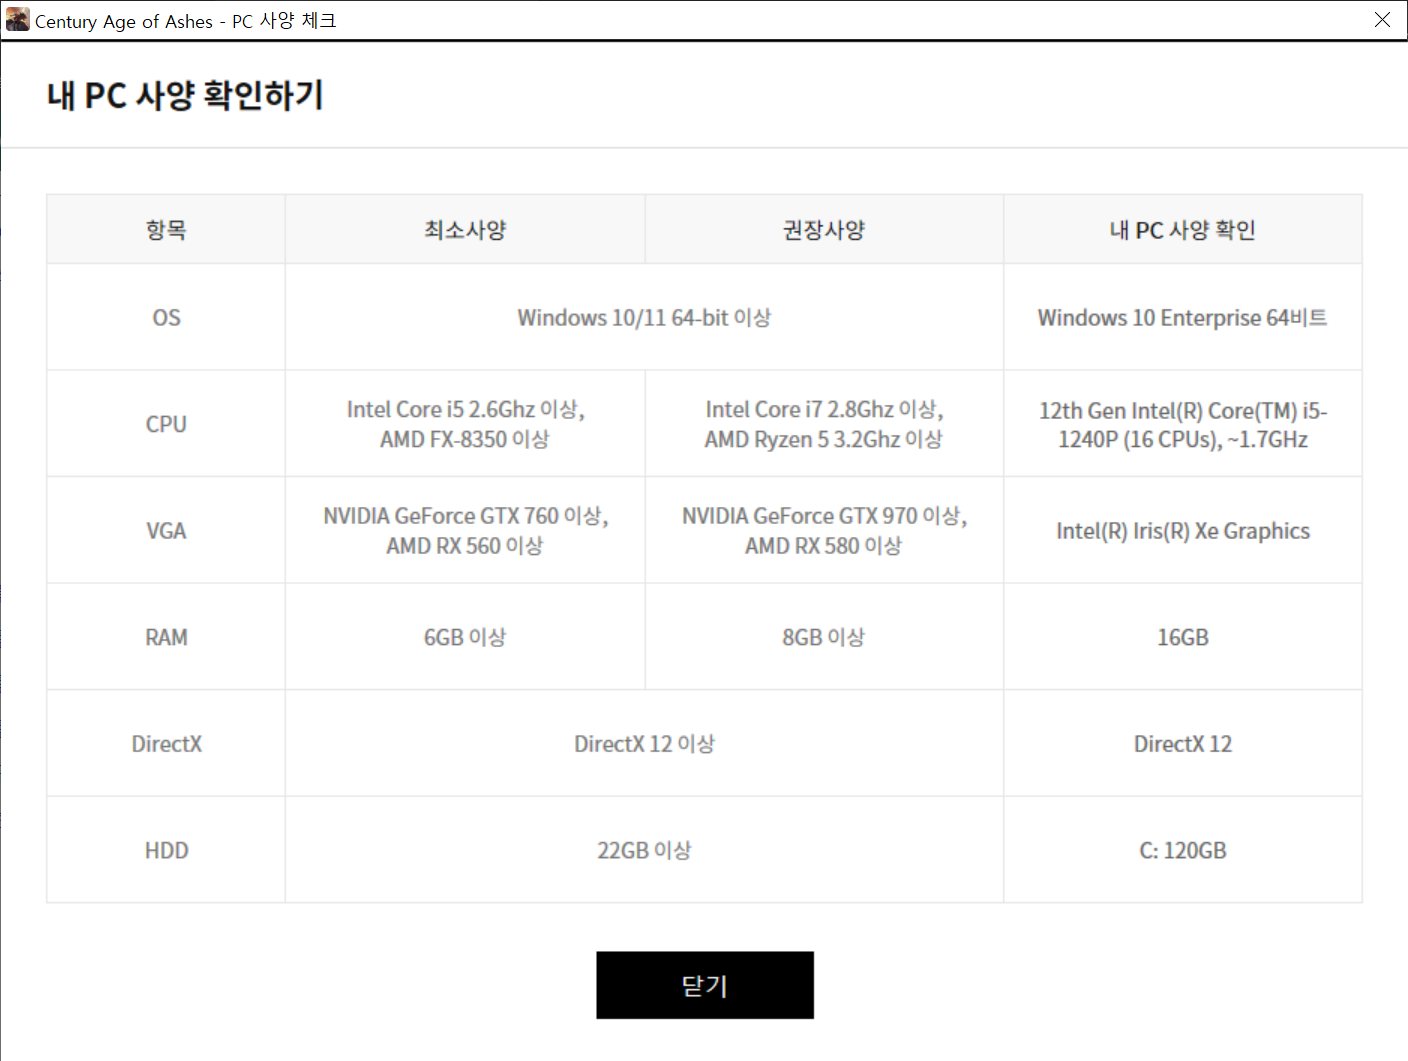 Century Age of Ashes - PC 사양 체크
내 PC 사양 확인하기
항목 최소사양 권장사양 내 PC 사양 확인
OS Windows 10/11 64-bit 이상 Windows 10 Enterprise 64비트
CPU
Intel Core i5 2.6Ghz 이상,
AMD FX-8350 이상
Intel Core i7 2.8Ghz 이상,
AMD Ryzen 5 3.2Ghz 이상
12th Gen Intel(R) Core(TM) i5-
1240P (16 CPUs), ~1.7GHz
VGA
NVIDIA GeForce GTX 760 이상,
AMD RX 560 이상
NVIDIA GeForce GTX 970 이상,
AMD RX 580 이상
Intel(R) Iris(R) Xe Graphics
RAM 6GB 이상 8GB 이상 16GB
DirectX DirectX 12 이상 DirectX 12
HDD 22GB 이상 C: 120GB
닫기